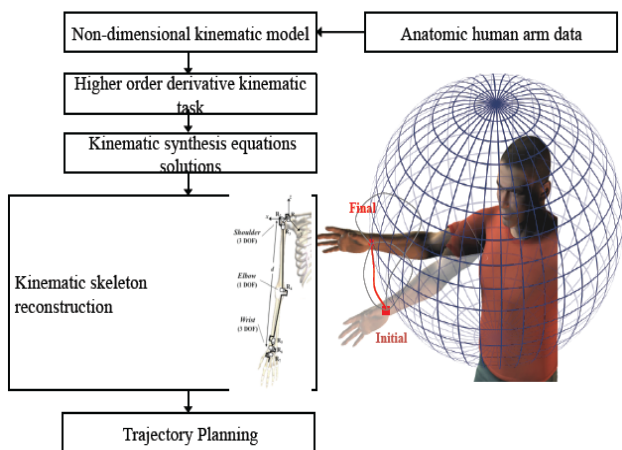 Non-dimensional kinematic model
Anatomic human arm data
Higher order derivative kinematic
task
Kinematic synthesis equations
solutions
Kinematic skeleton
reconstruction
Shoulder
(3 DOF)
Elbow
(1 DOF)
Wrist
(3 DOF)
d
Final
Initial
Trajectory Planning